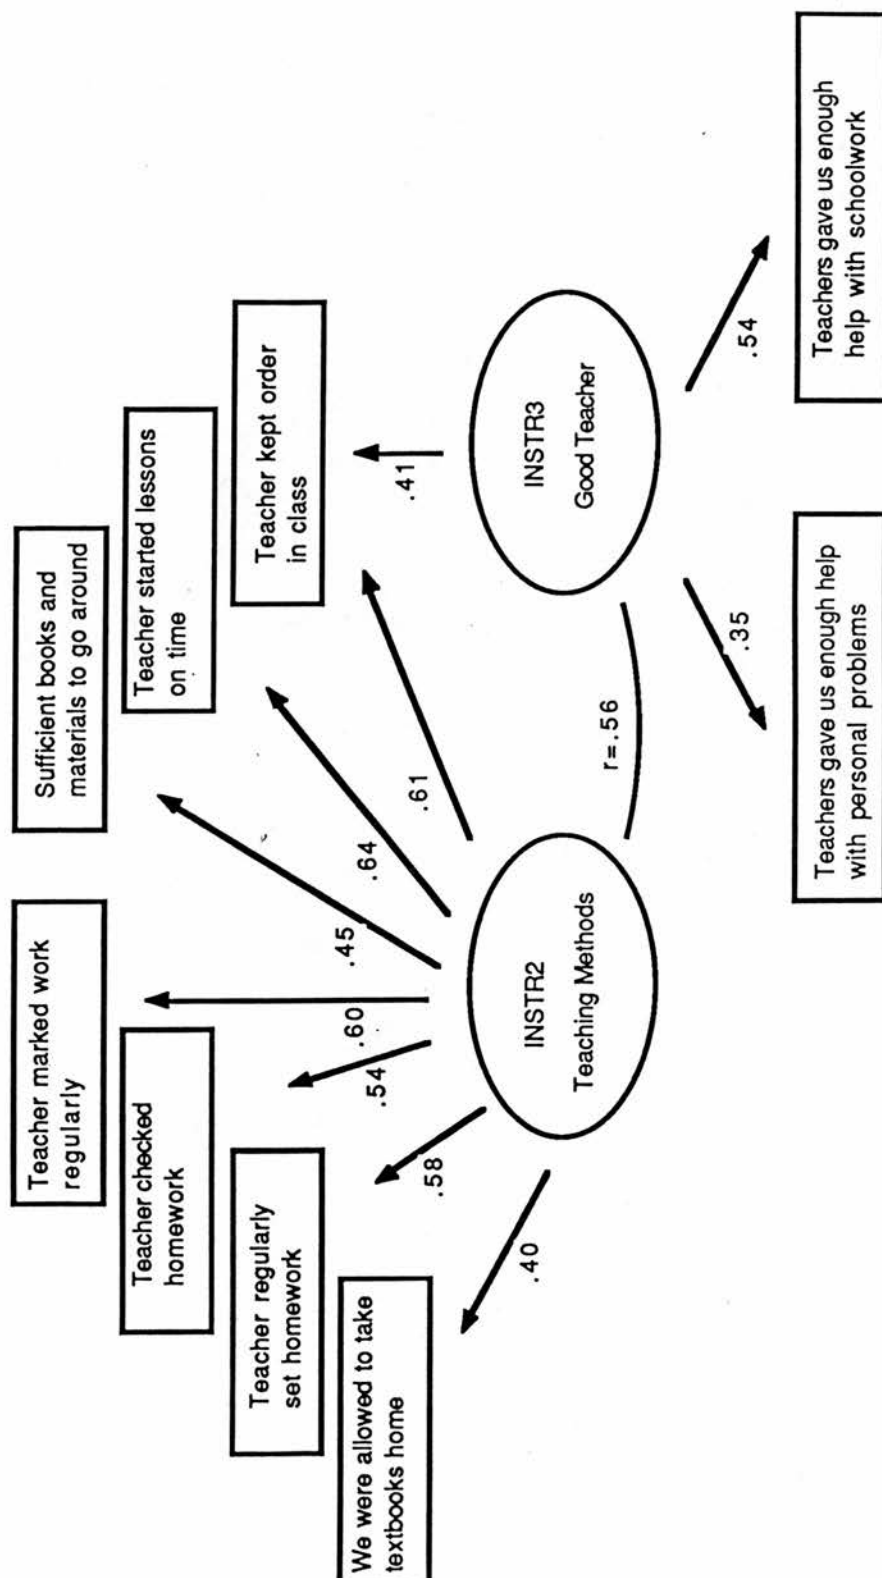 Sufficient books and
materials to go around
Teacher marked work
regularly
Teacher started lessons
on time
Teacher checked
homework
Teacher kept order
in class
Teacher regularly
set homework
We were allowed to take
textbooks home
.40
.58
.54
.60
.45
.64
.61
.41
INSTR2
Teaching Methods
INSTR3
Good Teacher
r=.56
.35
.54
Teachers gave us enough help
with personal problems
Teachers gave us enough
help with schoolwork